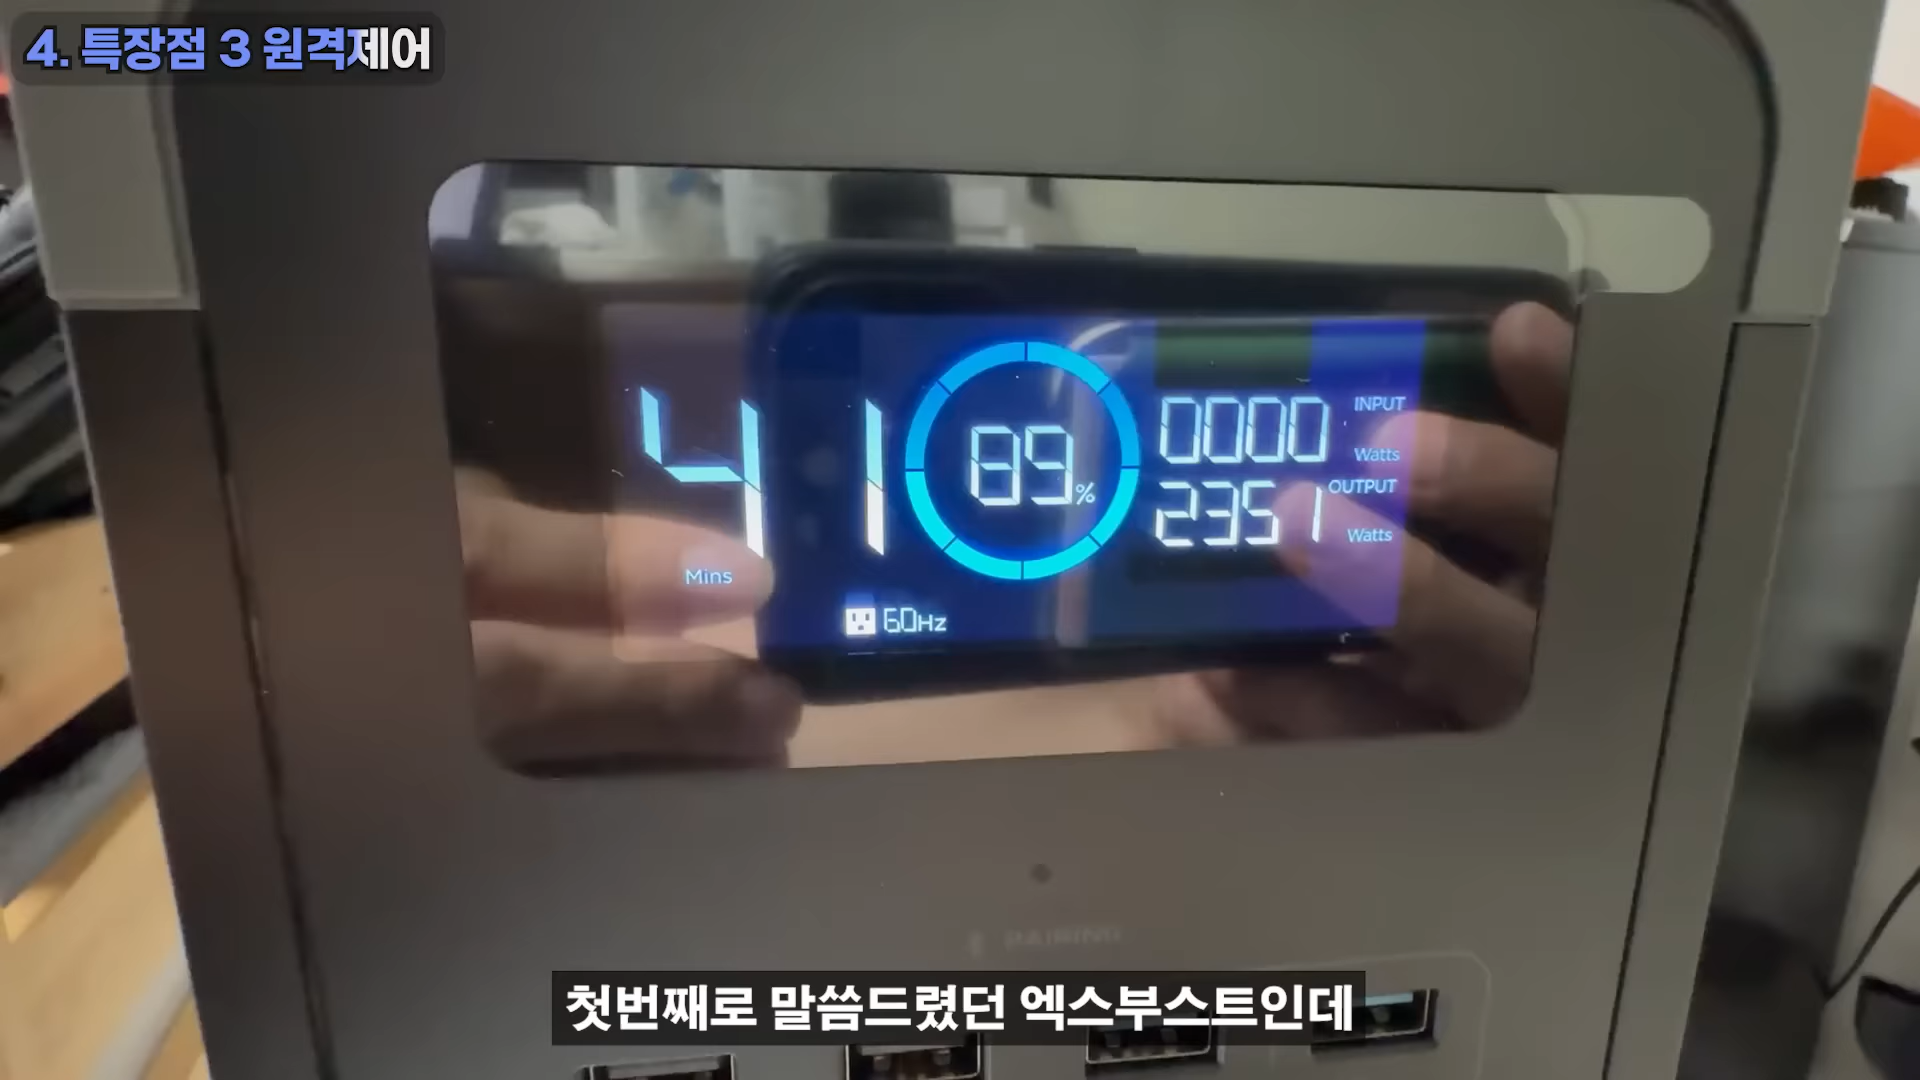 4. 특장점 3 원격제어
41
Mins
89%
0000
INPUT
Watts
2351
OUTPUT
Watts
60Hz
PAIRING
첫번째로 말씀드렸던 엑스부스트인데